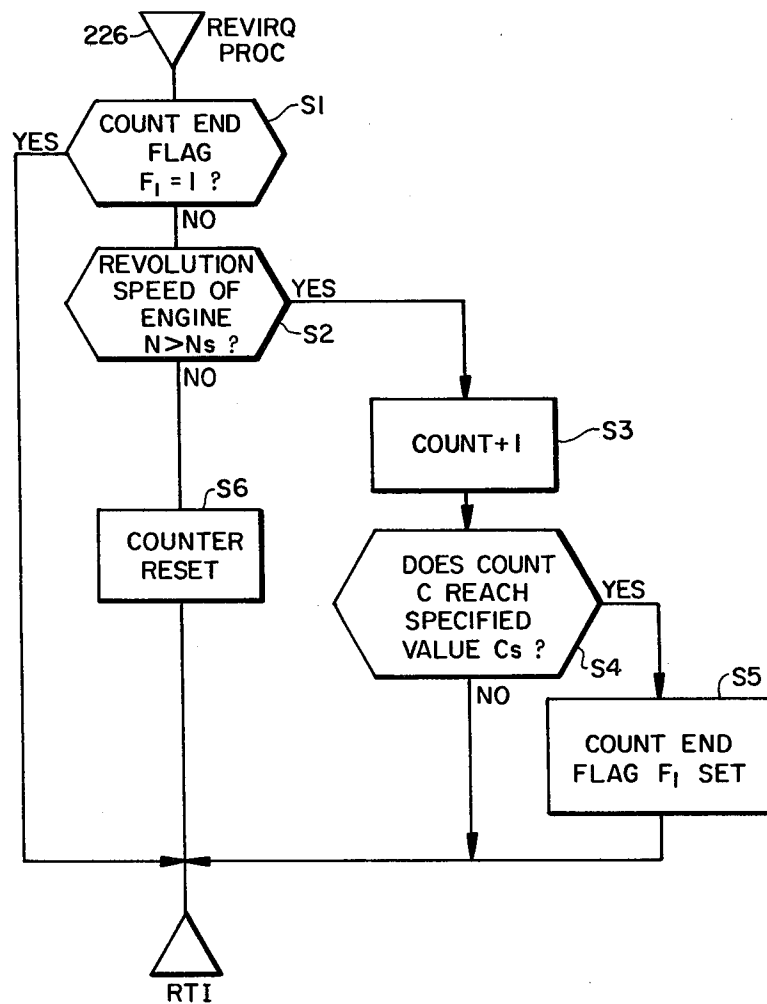 226
REVIRQ
PROC
S1
COUNT END
FLAG
F1 = 1 ?
YES
NO
REVOLUTION
SPEED OF
ENGINE
N>Ns ?
YES
S2
NO
COUNT+1
S3
S6
COUNTER
RESET
DOES COUNT
C REACH
SPECIFIED
VALUE Cs ?
YES
S4
NO
S5
COUNT END
FLAG F1 SET
RTI